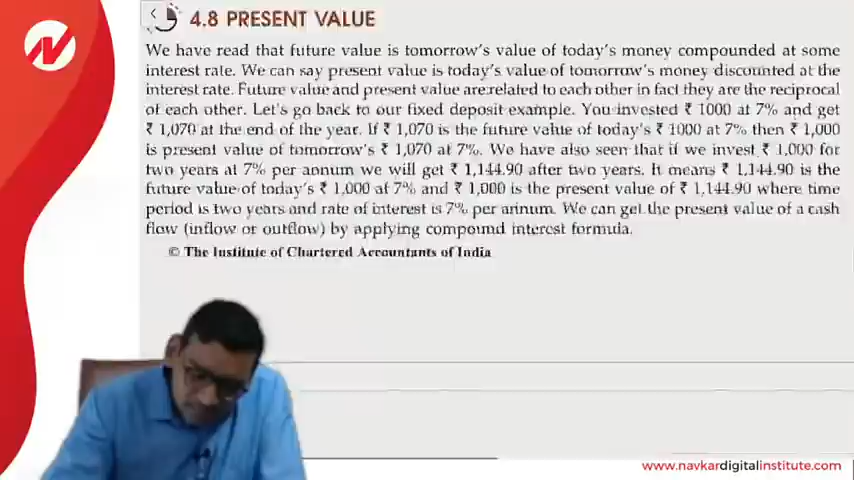 4.8 PRESENT VALUE
We have read that future value is tomorrow's value of today's money compounded at some
interest rate. We can say present value is today's value of tomorrow's money discounted at the
interest rate. Future value and present value are related to each other in fact they are the reciprocal
of each other. Let's go back to our fixed deposit example. You invested ₹ 1000 at 7% and get
₹ 1,070 at the end of the year. If ₹ 1,070 is the future value of today's ₹ 1000 at 7% then ₹ 1,000
is present value of tomorrow's ₹ 1,070 at 7%. We have also seen that if we invest ₹ 1,000 for
two years at 7% per annum we will get ₹ 1,144.90 after two years. It means ₹ 1,144.90 is the
future value of today's ₹ 1,000 at 7% and ₹ 1,000 is the present value of ₹ 1,144.90 where time
period is two years and rate of interest is 7% per annum. We can get the present value of a cash
flow (inflow or outflow) by applying compound interest formula.
© The Institute of Chartered Accountants of India
www.navkardigitalinstitute.com